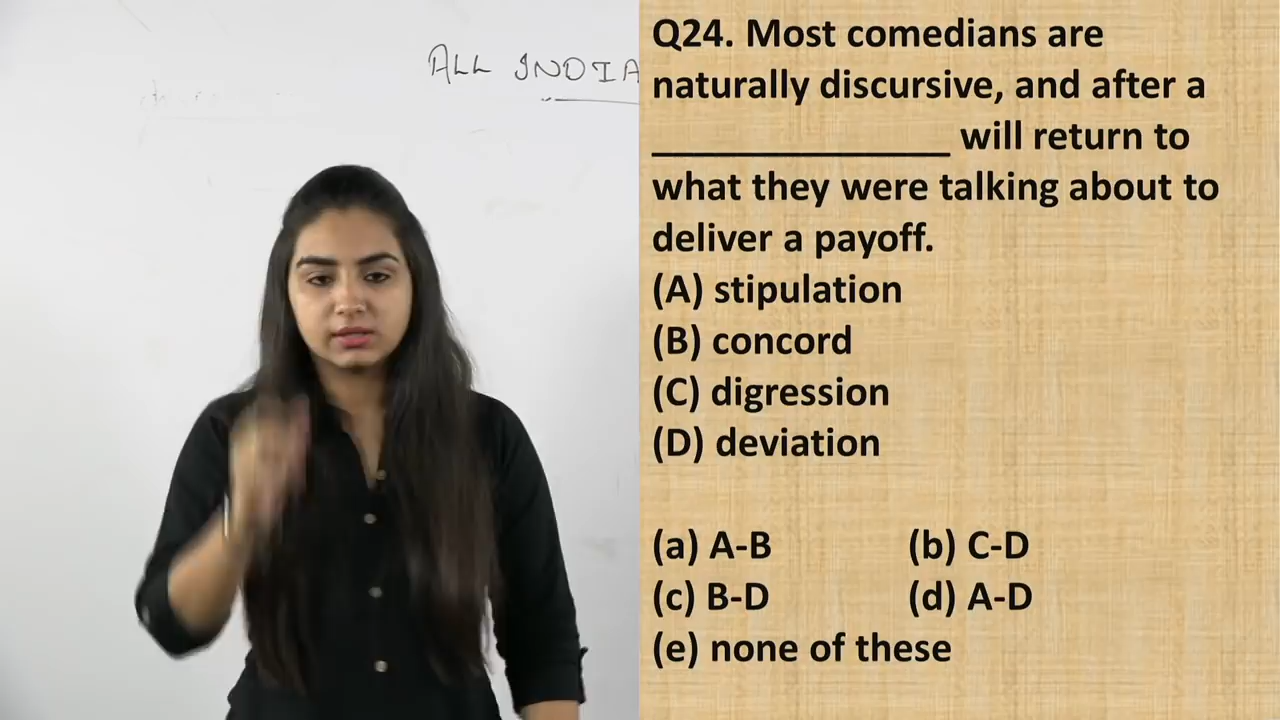 ALL INDIA
Q24. Most comedians are
naturally discursive, and after a
______________ will return to
what they were talking about to
deliver a payoff.
(A) stipulation
(B) concord
(C) digression
(D) deviation
(a) A-B (b) C-D
(c) B-D (d) A-D
(e) none of these